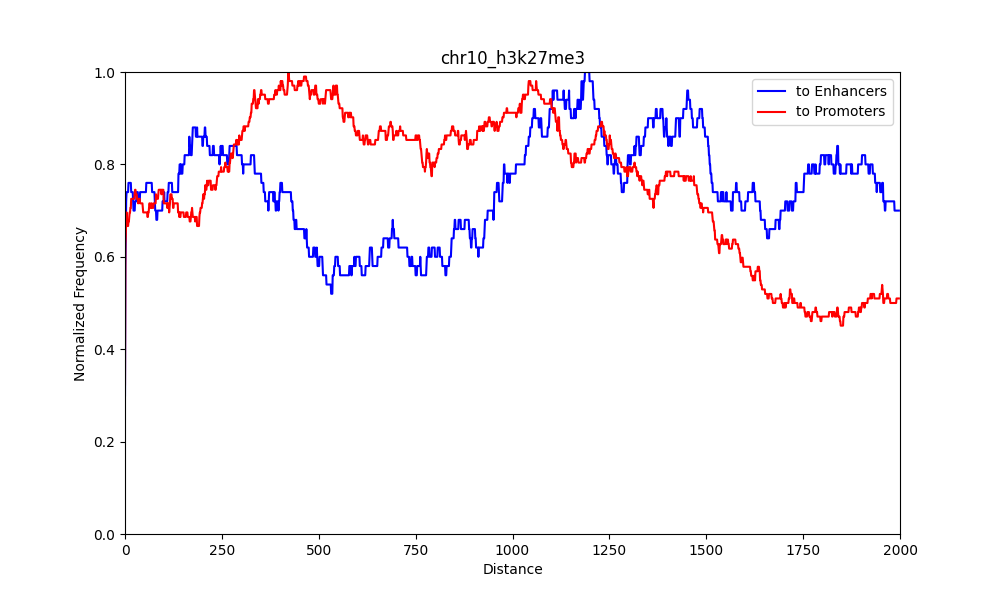 chr10_h3k27me3
to Enhancers
to Promoters
Normalized Frequency
1.0
0.8
0.6
0.4
0.2
0.0
0 250 500 750 1000 1250 1500 1750 2000
Distance